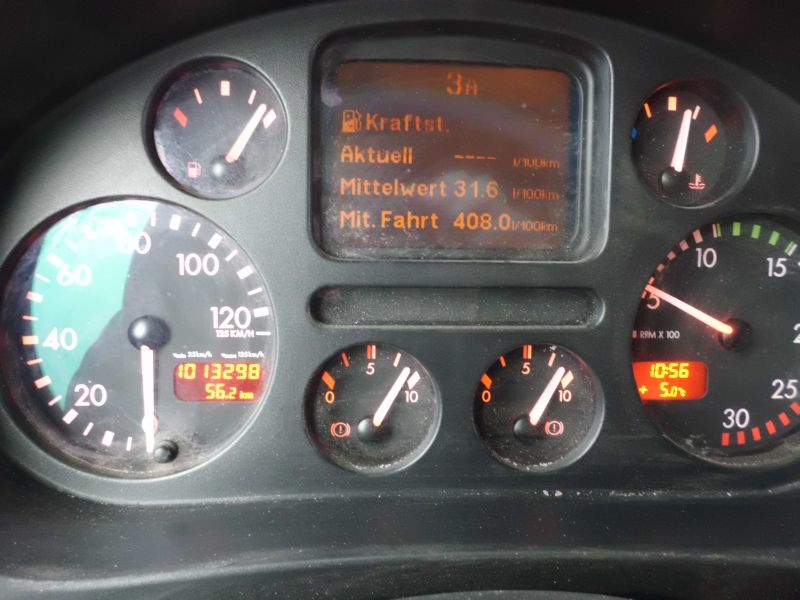 3A
Kraftst.
Aktuell ---- l/100km
Mittelwert 31.6 l/100km
Mit. Fahrt 408.0 l/100km
20
40
60
80
100
120
125 KM/H
1013298
56.2 km
0 5 10
0 5 10
5
10
15
25
30
RPM X 100
10:56
+ 5.0°C